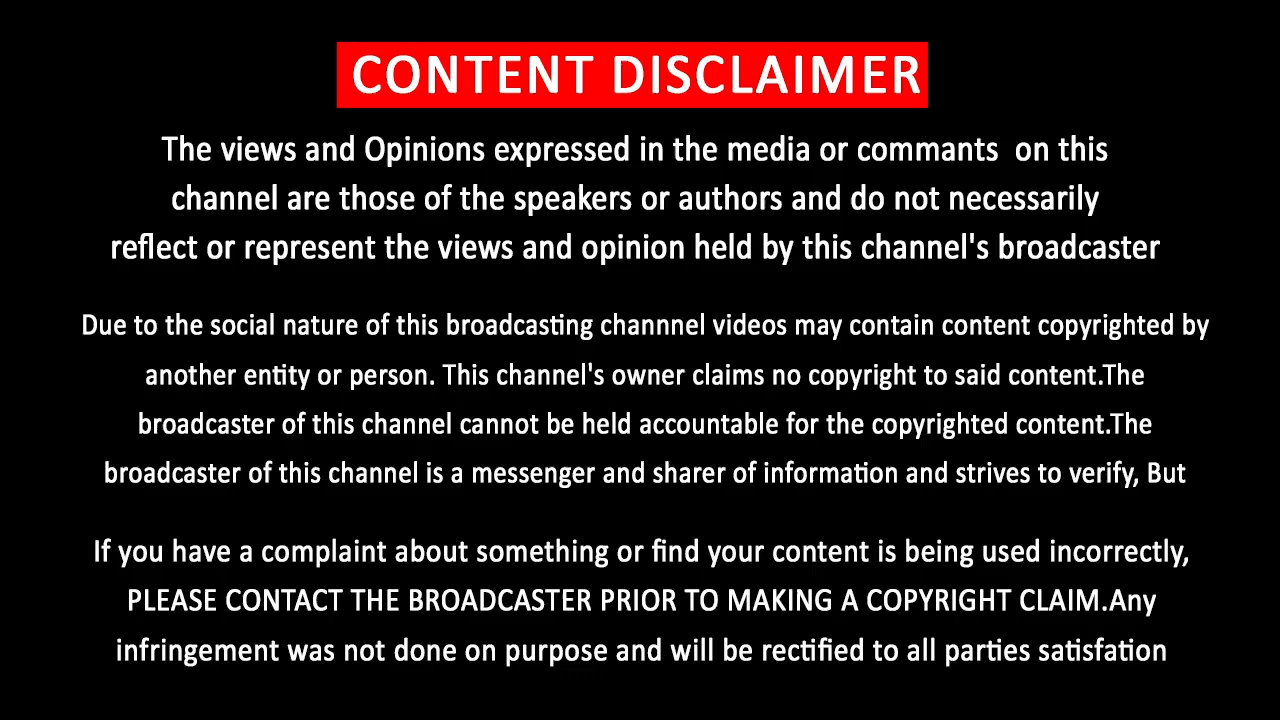 CONTENT DISCLAIMER
The views and Opinions expressed in the media or commants on this
channel are those of the speakers or authors and do not necessarily
reflect or represent the views and opinion held by this channel's broadcaster
Due to the social nature of this broadcasting channnel videos may contain content copyrighted by
another entity or person. This channel's owner claims no copyright to said content.The
broadcaster of this channel cannot be held accountable for the copyrighted content.The
broadcaster of this channel is a messenger and sharer of information and strives to verify, But
If you have a complaint about something or find your content is being used incorrectly,
PLEASE CONTACT THE BROADCASTER PRIOR TO MAKING A COPYRIGHT CLAIM.Any
infringement was not done on purpose and will be rectified to all parties satisfation